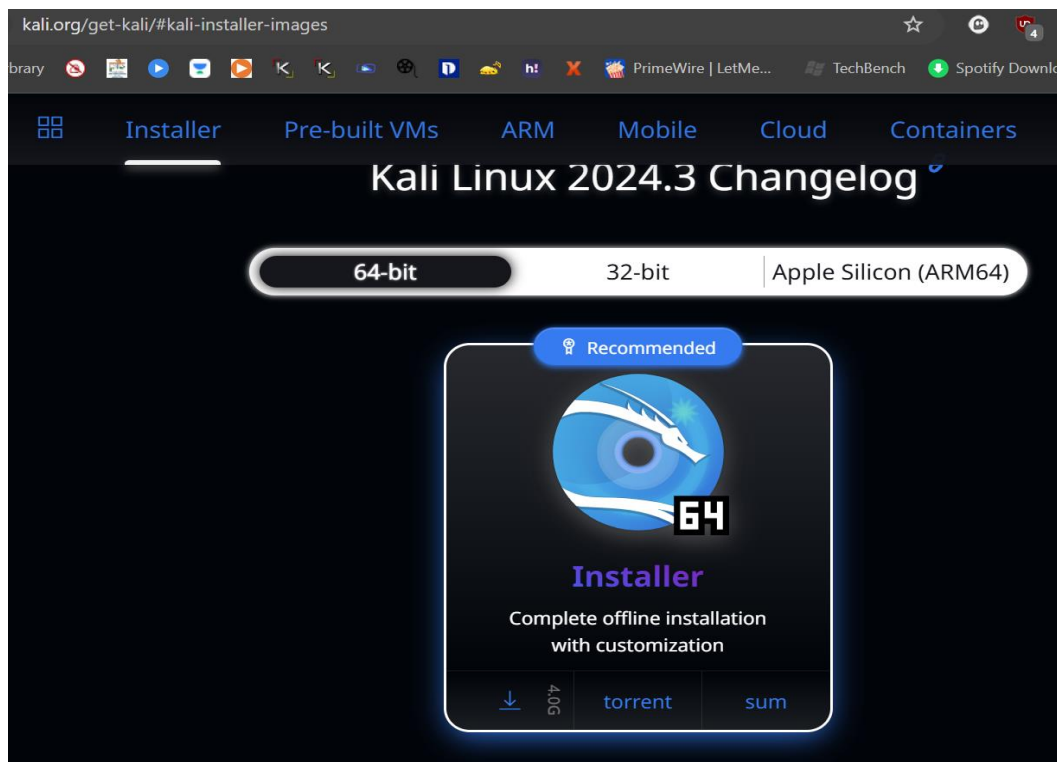 kali.org/get-kali/#kali-installer-images
4
brary h! X PrimeWire | LetMe... TechBench Spotify Downlo
Installer Pre-built VMs ARM Mobile Cloud Containers
Kali Linux 2024.3 Changelog
64-bit 32-bit Apple Silicon (ARM64)
Recommended
64
Installer
Complete offline installation
with customization
4.0G torrent sum